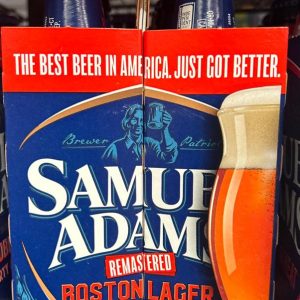 THE BEST BEER IN AMERICA. JUST GOT BETTER.
Brewer Patriot
SAMUEL
ADAMS
REMASTERED
BOSTON LAGER